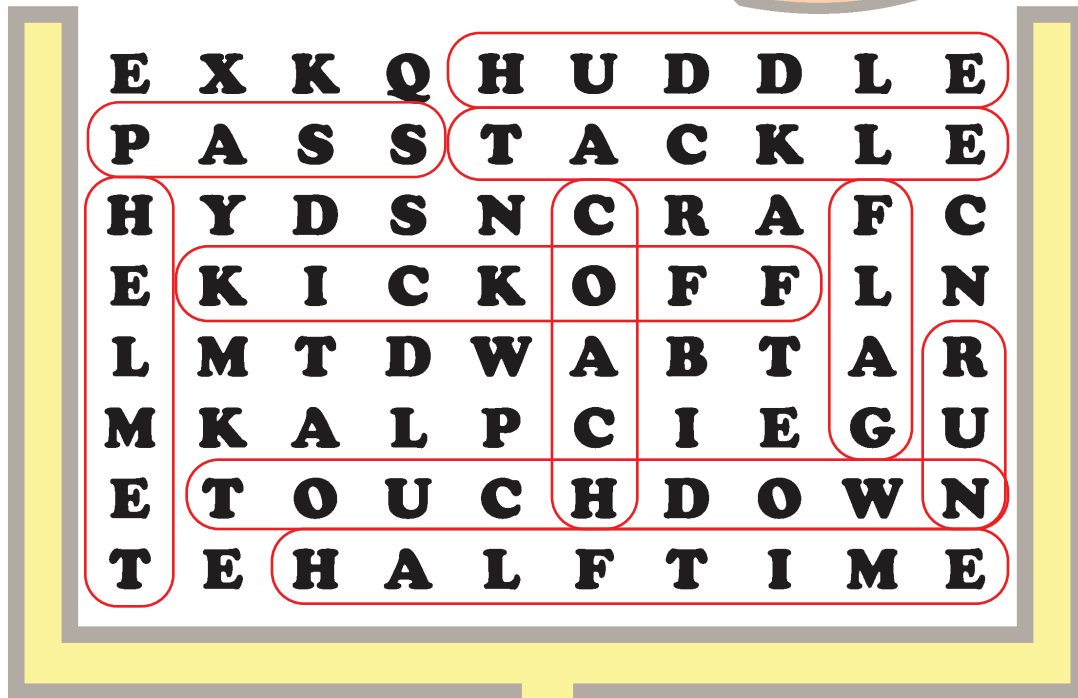 E X K Q H U D D L E
P A S S T A C K L E
H Y D S N C R A F C
E K I C K O F F L N
L M T D W A B T A R
M K A L P C I E G U
E T O U C H D O W N
T E H A L F T I M E